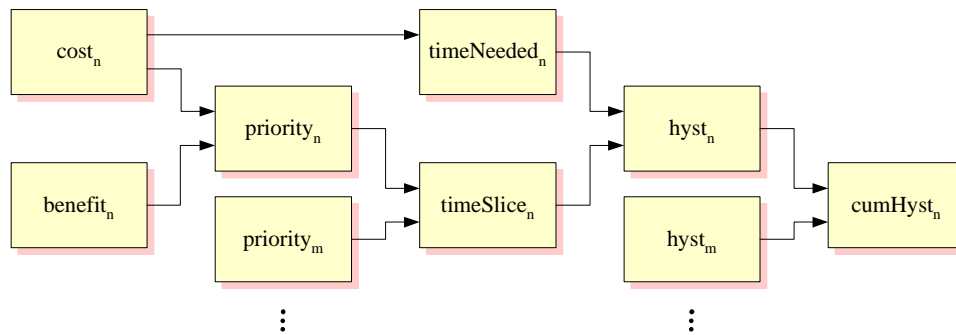 cost_n
timeNeeded_n
priority_n
hyst_n
benefit_n
timeSlice_n
cumHyst_n
priority_m
hyst_m